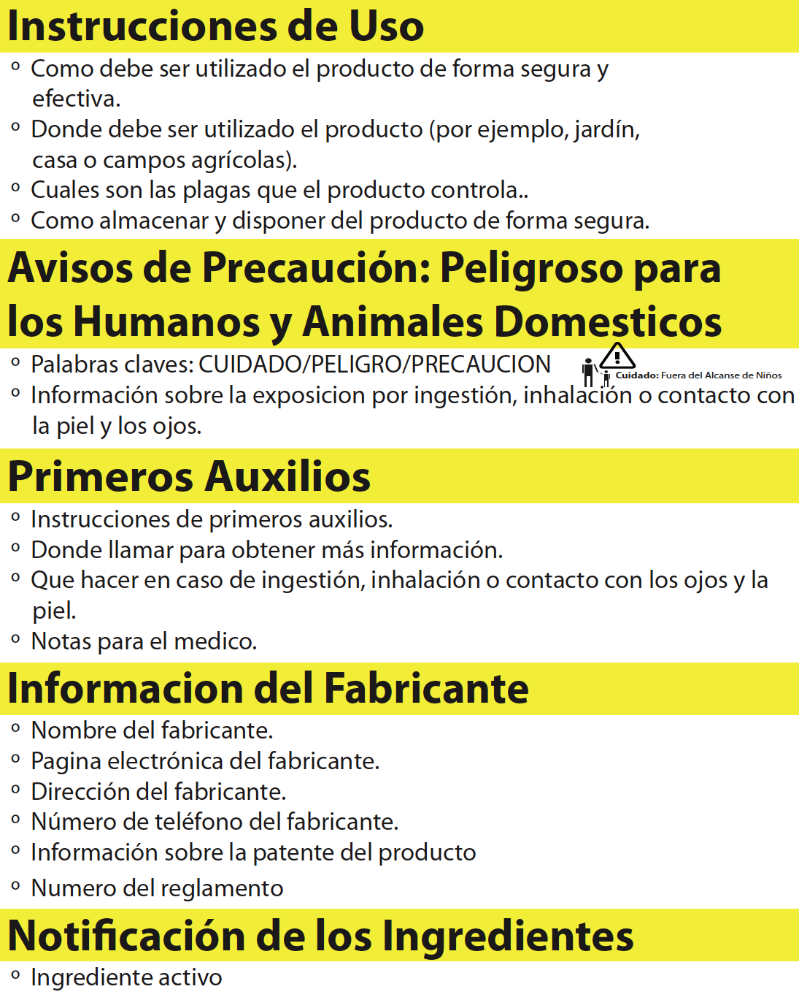 Instrucciones de Uso
º Como debe ser utilizado el producto de forma segura y
efectiva.
º Donde debe ser utilizado el producto (por ejemplo, jardín,
casa o campos agrícolas).
º Cuales son las plagas que el producto controla..
º Como almacenar y disponer del producto de forma segura.
Avisos de Precaución: Peligroso para
los Humanos y Animales Domesticos
º Palabras claves: CUIDADO/PELIGRO/PRECAUCION
Cuidado: Fuera del Alcanse de Niños
º Información sobre la exposicion por ingestión, inhalación o contacto con
la piel y los ojos.
Primeros Auxilios
º Instrucciones de primeros auxilios.
º Donde llamar para obtener más información.
º Que hacer en caso de ingestión, inhalación o contacto con los ojos y la
piel.
º Notas para el medico.
Informacion del Fabricante
º Nombre del fabricante.
º Pagina electrónica del fabricante.
º Dirección del fabricante.
º Número de teléfono del fabricante.
º Información sobre la patente del producto
º Numero del reglamento
Notificación de los Ingredientes
º Ingrediente activo